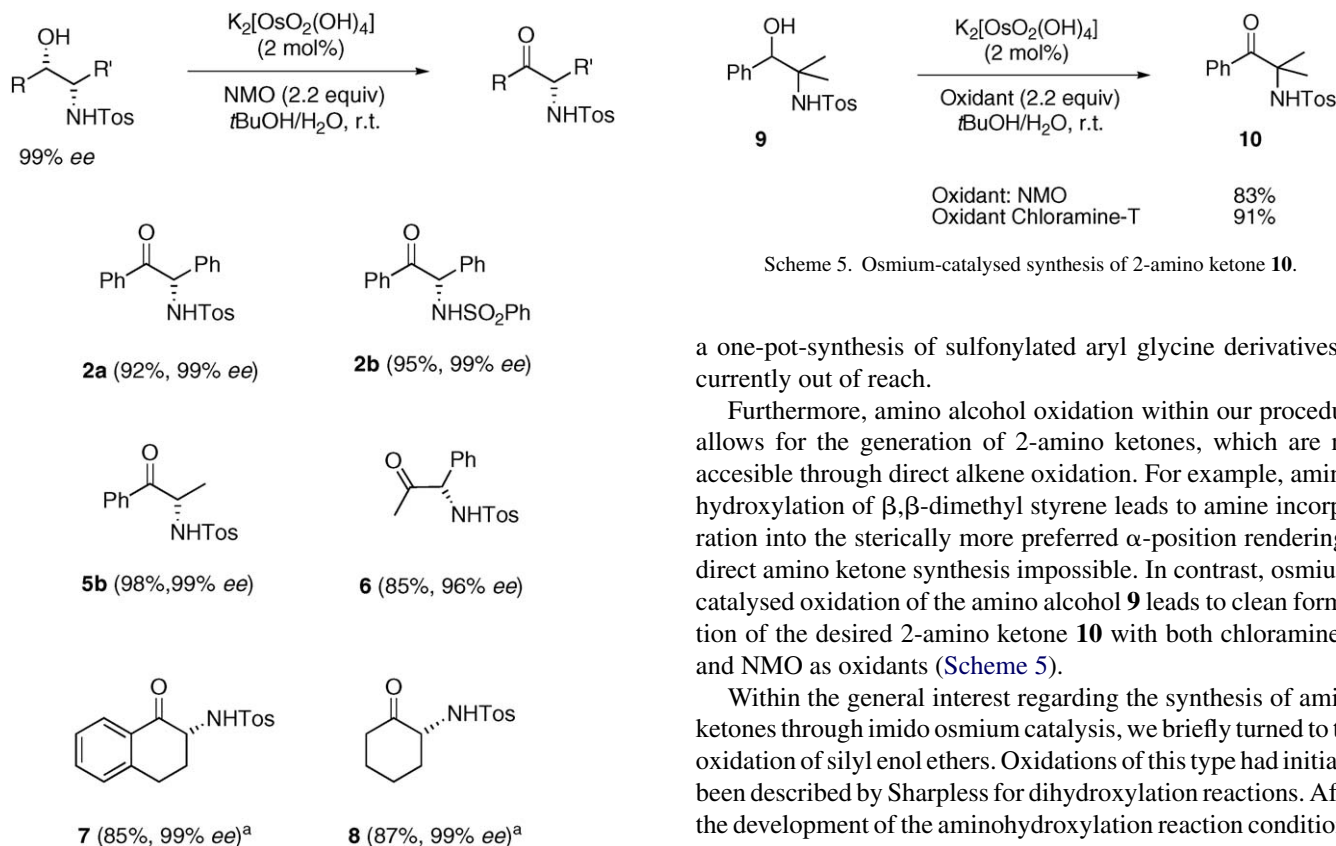 OH
R
R'
NHTos
99% ee
K2[OsO2(OH)4]
(2 mol%)
NMO (2.2 equiv)
tBuOH/H2O, r.t.
O
R
R'
NHTos
O
Ph
Ph
NHTos
2a (92%, 99% ee)
O
Ph
Ph
NHSO2Ph
2b (95%, 99% ee)
O
Ph
NHTos
5b (98%,99% ee)
O
Ph
NHTos
6 (85%, 96% ee)
O
NHTos
7 (85%, 99% ee)a
O
NHTos
8 (87%, 99% ee)a
OH
Ph
NHTos
9
K2[OsO2(OH)4]
(2 mol%)
Oxidant (2.2 equiv)
tBuOH/H2O, r.t.
O
Ph
NHTos
10
Oxidant: NMO 83%
Oxidant Chloramine-T 91%
Scheme 5. Osmium-catalysed synthesis of 2-amino ketone 10.
a one-pot-synthesis of sulfonylated aryl glycine derivatives
currently out of reach.
Furthermore, amino alcohol oxidation within our procedu
allows for the generation of 2-amino ketones, which are
accesible through direct alkene oxidation. For example, amin
hydroxylation of β,β-dimethyl styrene leads to amine incorp
ration into the sterically more preferred α-position rendering
direct amino ketone synthesis impossible. In contrast, osmiu
catalysed oxidation of the amino alcohol 9 leads to clean form
tion of the desired 2-amino ketone 10 with both chloramine
and NMO as oxidants (Scheme 5).
Within the general interest regarding the synthesis of ami
ketones through imido osmium catalysis, we briefly turned to t
oxidation of silyl enol ethers. Oxidations of this type had initia
been described by Sharpless for dihydroxylation reactions. Af
the development of the aminohydroxylation reaction condition